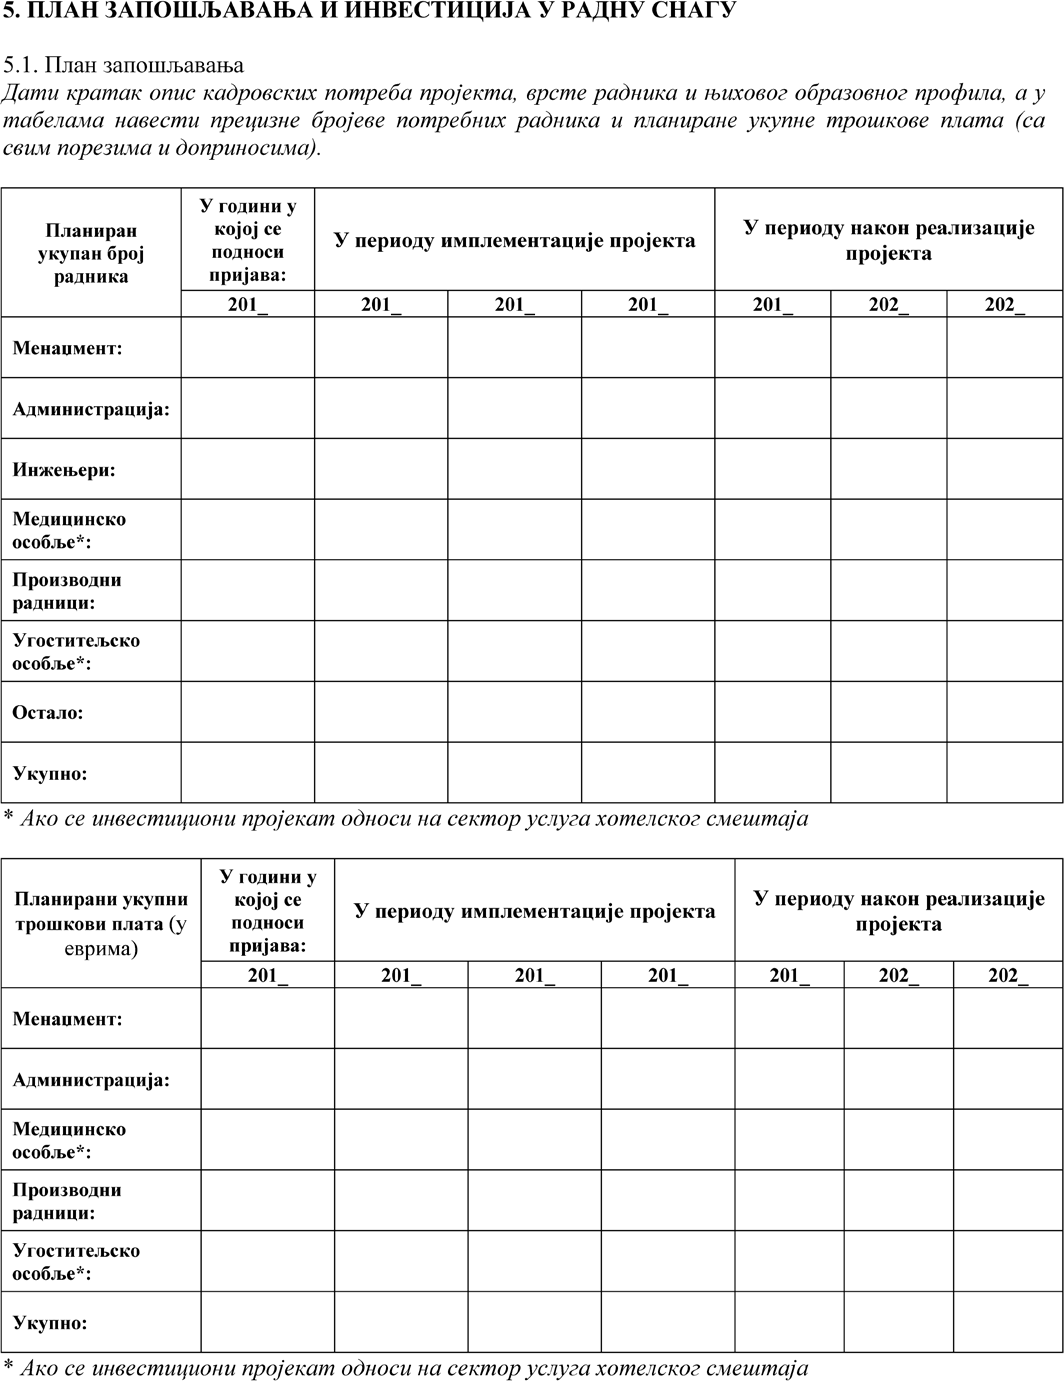 5. ПЛАН ЗАПОШЉАВАЊА И ИНВЕСТИЦИЈА У РАДНУ СНАГУ
5.1. План запошљавања
Дати кратак опис кадровских потреба пројекта, врсте радника и њиховог образовног профила, а у
табелама навести прецизне бројеве потребних радника и планиране укупне трошкове плата (са
свим порезима и доприносима).
Планиран
укупан број
радника
У години у
којој се
подноси
пријава:
У периоду имплементације пројекта
У периоду након реализације
пројекта
201_ 201_ 201_ 201_ 201_ 202_ 202_
Менаџмент:
Администрација:
Инжењери:
Медицинско
особље*:
Производни
радници:
Угоститељско
особље*:
Остало:
Укупно:
* Ако се инвестициони пројекат односи на сектор услуга хотелског смештаја
Планирани укупни
трошкови плата (у
еврима)
У години у
којој се
подноси
пријава:
У периоду имплементације пројекта
У периоду након реализације
пројекта
201_ 201_ 201_ 201_ 201_ 202_ 202_
Менаџмент:
Администрација:
Медицинско
особље*:
Производни
радници:
Угоститељско
особље*:
Укупно:
* Ако се инвестициони пројекат односи на сектор услуга хотелског смештаја